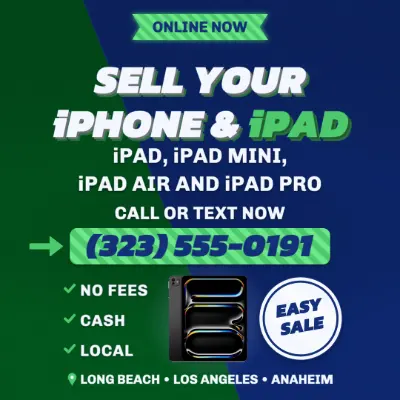 ONLINE NOW
SELL YOUR
iPHONE & iPAD
iPAD, iPAD MINI,
iPAD AIR AND iPAD PRO
CALL OR TEXT NOW
(323) 555-0191
NO FEES
CASH
LOCAL
EASY
SALE
LONG BEACH • LOS ANGELES • ANAHEIM